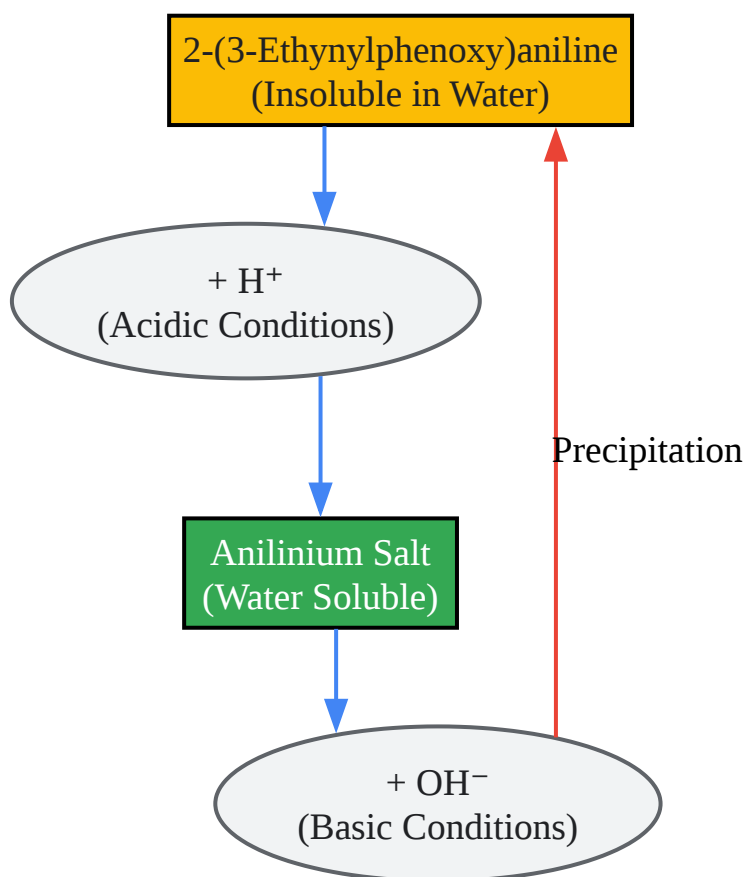 2-(3-Ethynylphenoxy)aniline
(Insoluble in Water)
+ H⁺
(Acidic Conditions)
Precipitation
Anilinium Salt
(Water Soluble)
+ OH⁻
(Basic Conditions)